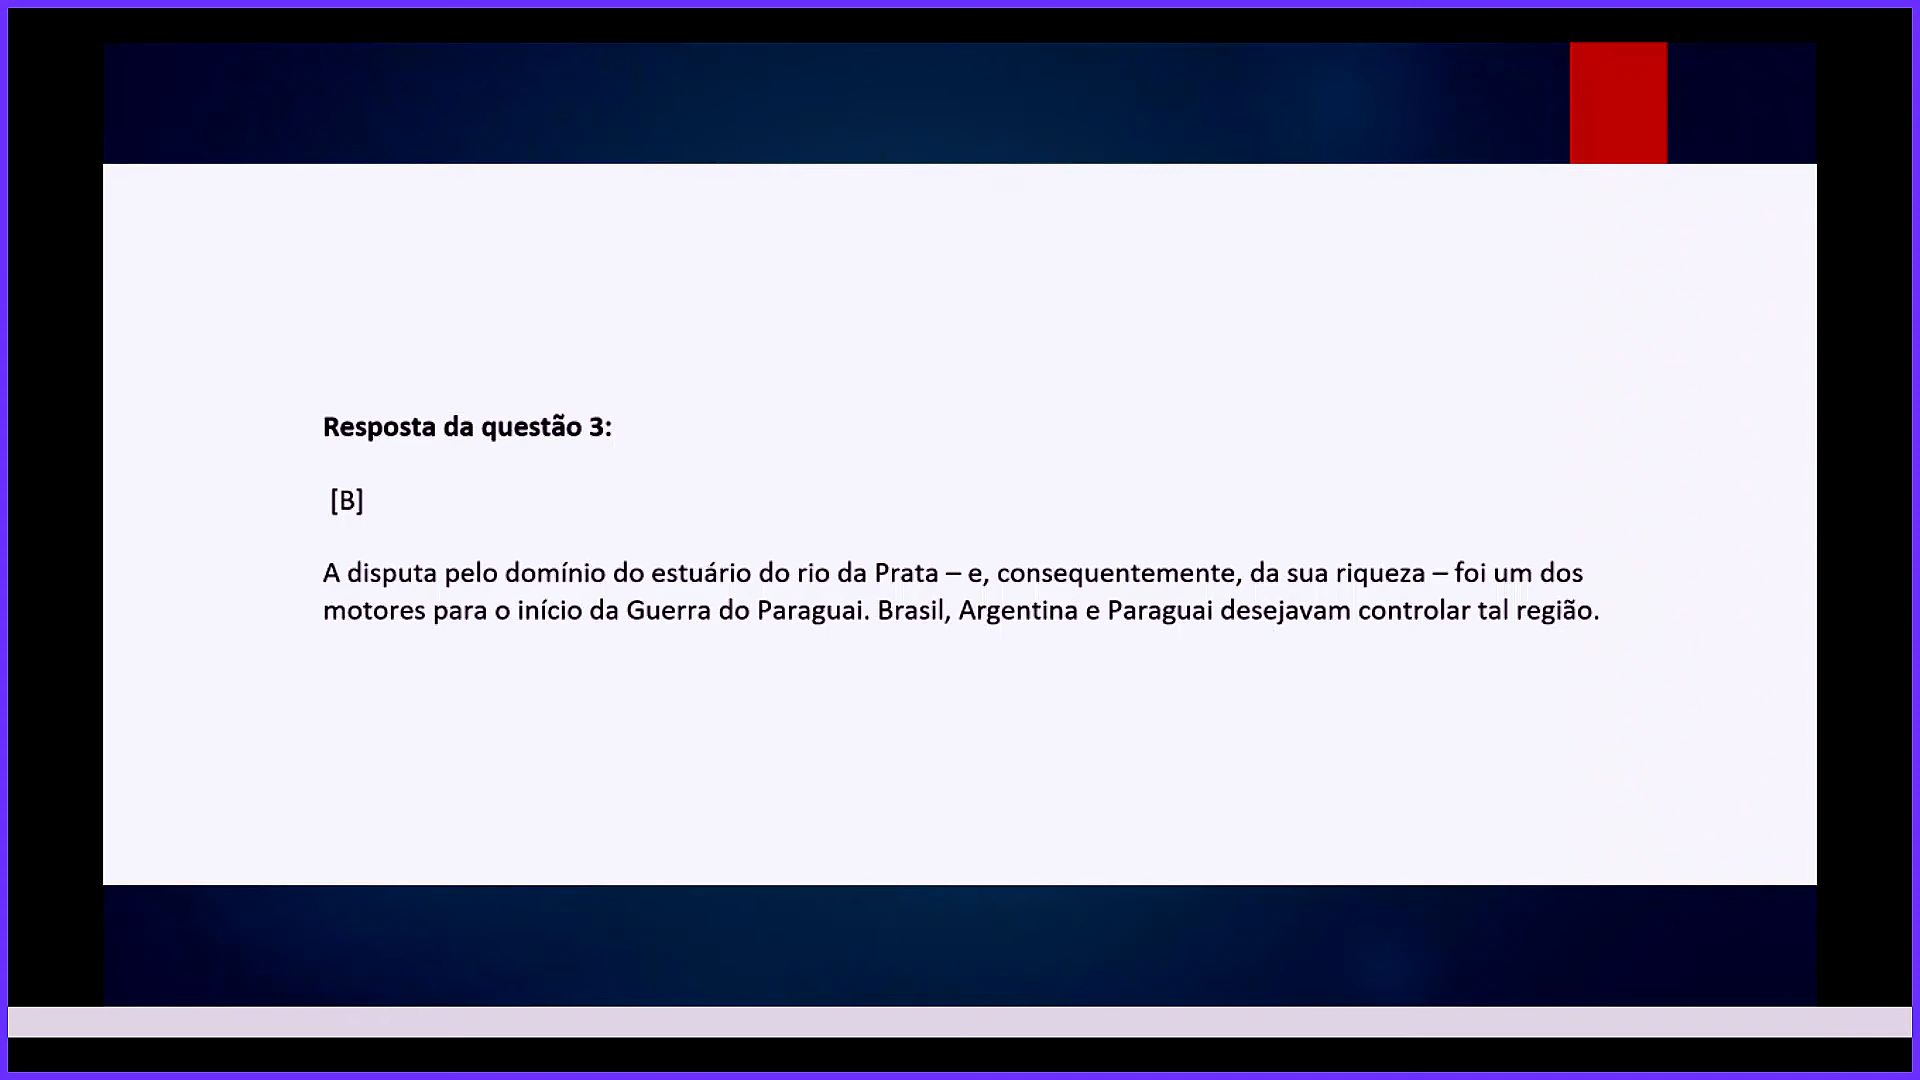 Resposta da questão 3:
[B]
A disputa pelo domínio do estuário do rio da Prata – e, consequentemente, da sua riqueza – foi um dos
motores para o início da Guerra do Paraguai. Brasil, Argentina e Paraguai desejavam controlar tal região.